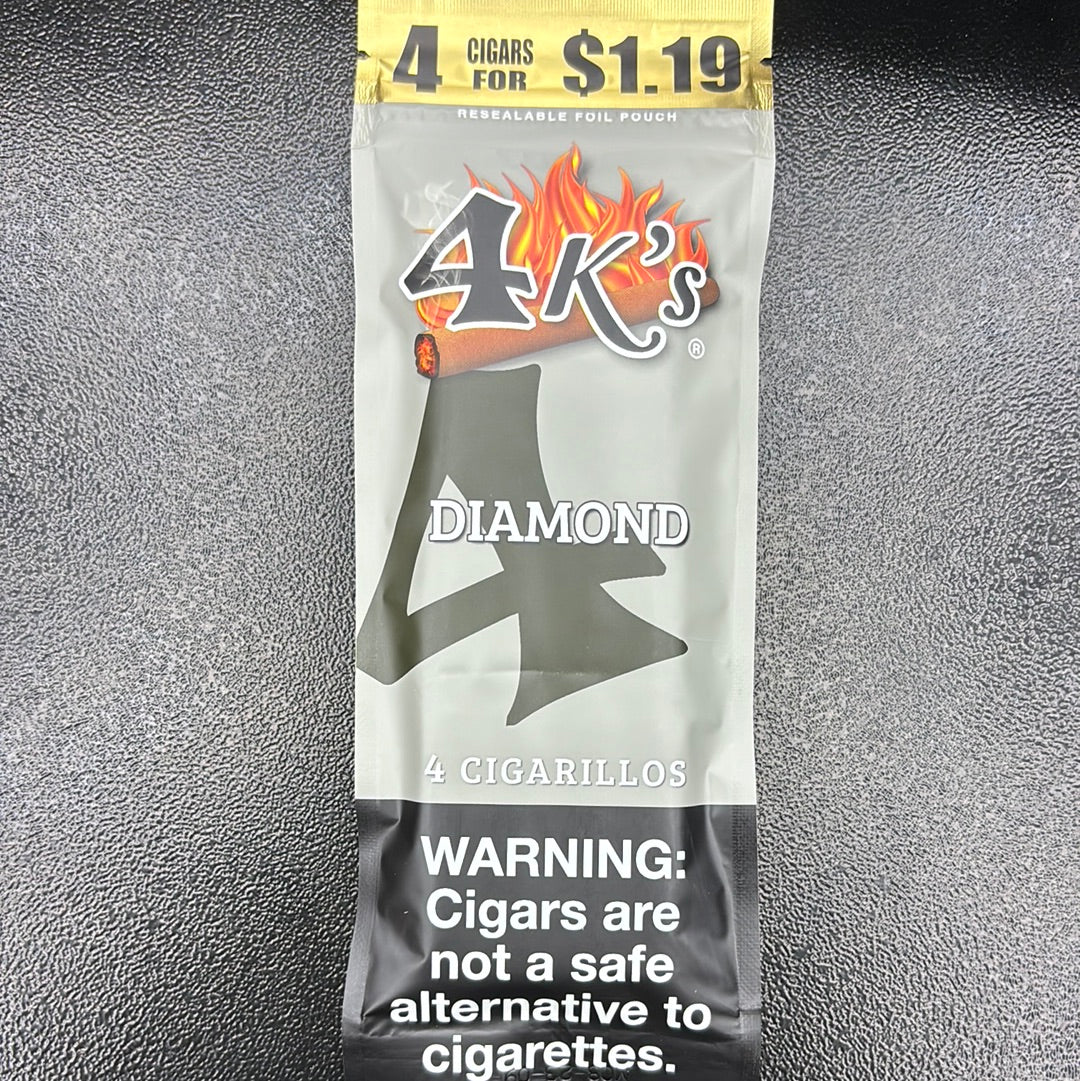 4 CIGARS FOR $1.19
RESEALABLE FOIL POUCH
4K's
®
DIAMOND
4 CIGARILLOS
WARNING:
Cigars are
not a safe
alternative to
cigarettes.